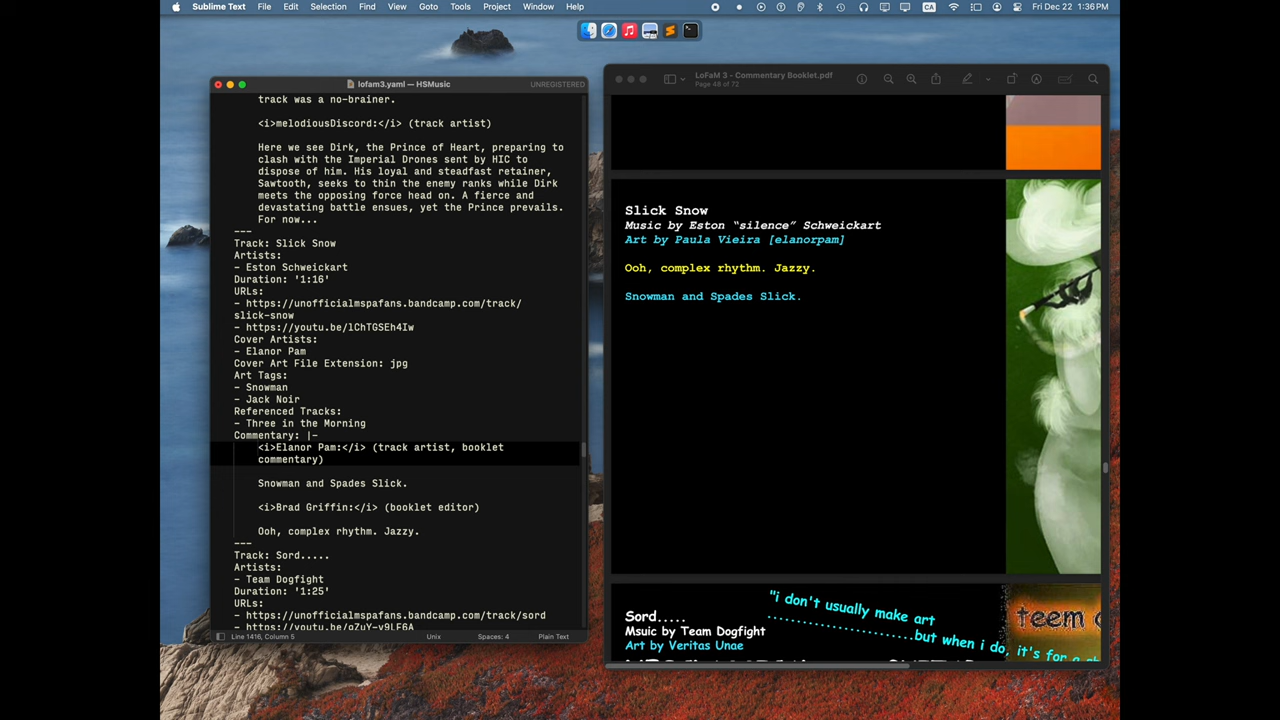 Sublime Text File Edit Selection Find View Goto Tools Project Window Help
CA
Fri Dec 22 1:36 PM
lofam3.yaml — HSMusic
UNREGISTERED
track was a no-brainer.
<i>melodiousDiscord:</i> (track artist)
Here we see Dirk, the Prince of Heart, preparing to
clash with the Imperial Drones sent by HIC to
dispose of him. His loyal and steadfast retainer,
Sawtooth, seeks to thin the enemy ranks while Dirk
meets the opposing force head on. A fierce and
devastating battle ensues, yet the Prince prevails.
For now...
---
Track: Slick Snow
Artists:
- Eston Schweickart
Duration: '1:16'
URLs:
- https://unofficialmspafans.bandcamp.com/track/
slick-snow
- https://youtu.be/lChTGSEh4Iw
Cover Artists:
- Elanor Pam
Cover Art File Extension: jpg
Art Tags:
- Snowman
- Jack Noir
Referenced Tracks:
- Three in the Morning
Commentary: |-
<i>Elanor Pam:</i> (track artist, booklet
commentary)
Snowman and Spades Slick.
<i>Brad Griffin:</i> (booklet editor)
Ooh, complex rhythm. Jazzy.
---
Track: Sord.....
Artists:
- Team Dogfight
Duration: '1:25'
URLs:
- https://unofficialmspafans.bandcamp.com/track/sord
Line 1416, Column 5
Unix
Spaces: 4
Plain Text
LoFaM 3 - Commentary Booklet.pdf
Page 48 of 72
Slick Snow
Music by Eston “silence” Schweickart
Art by Paula Vieira [elanorpam]
Ooh, complex rhythm. Jazzy.
Snowman and Spades Slick.
Sord.....
Msuic by Team Dogfight
Art by Veritas Unae
"i don't usually make art
...but when i do, it's for a
teem